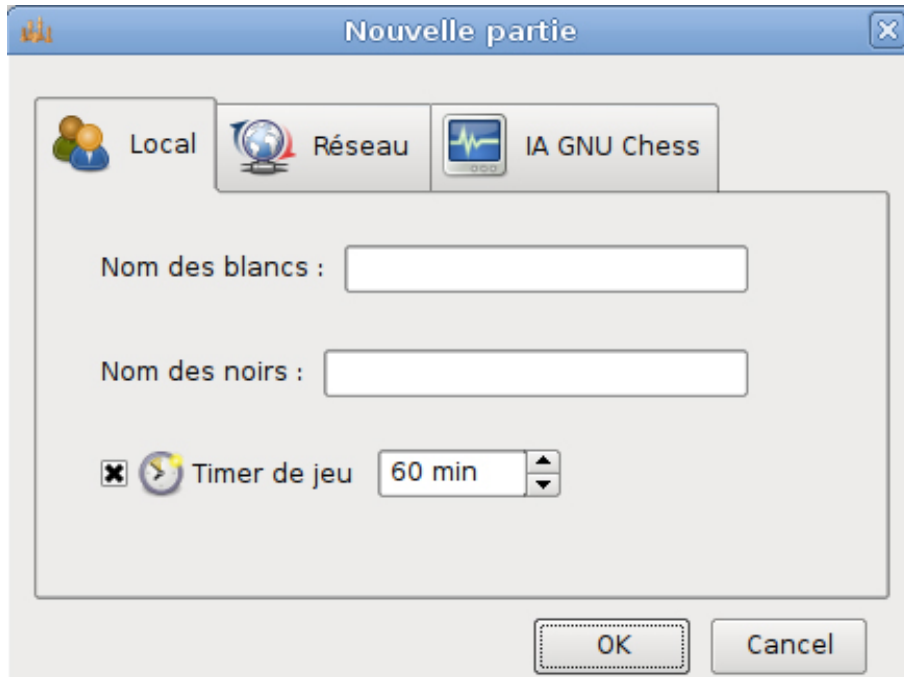 Nouvelle partie
Local Réseau IA GNU Chess
Nom des blancs :
Nom des noirs :
Timer de jeu 60 min
OK Cancel